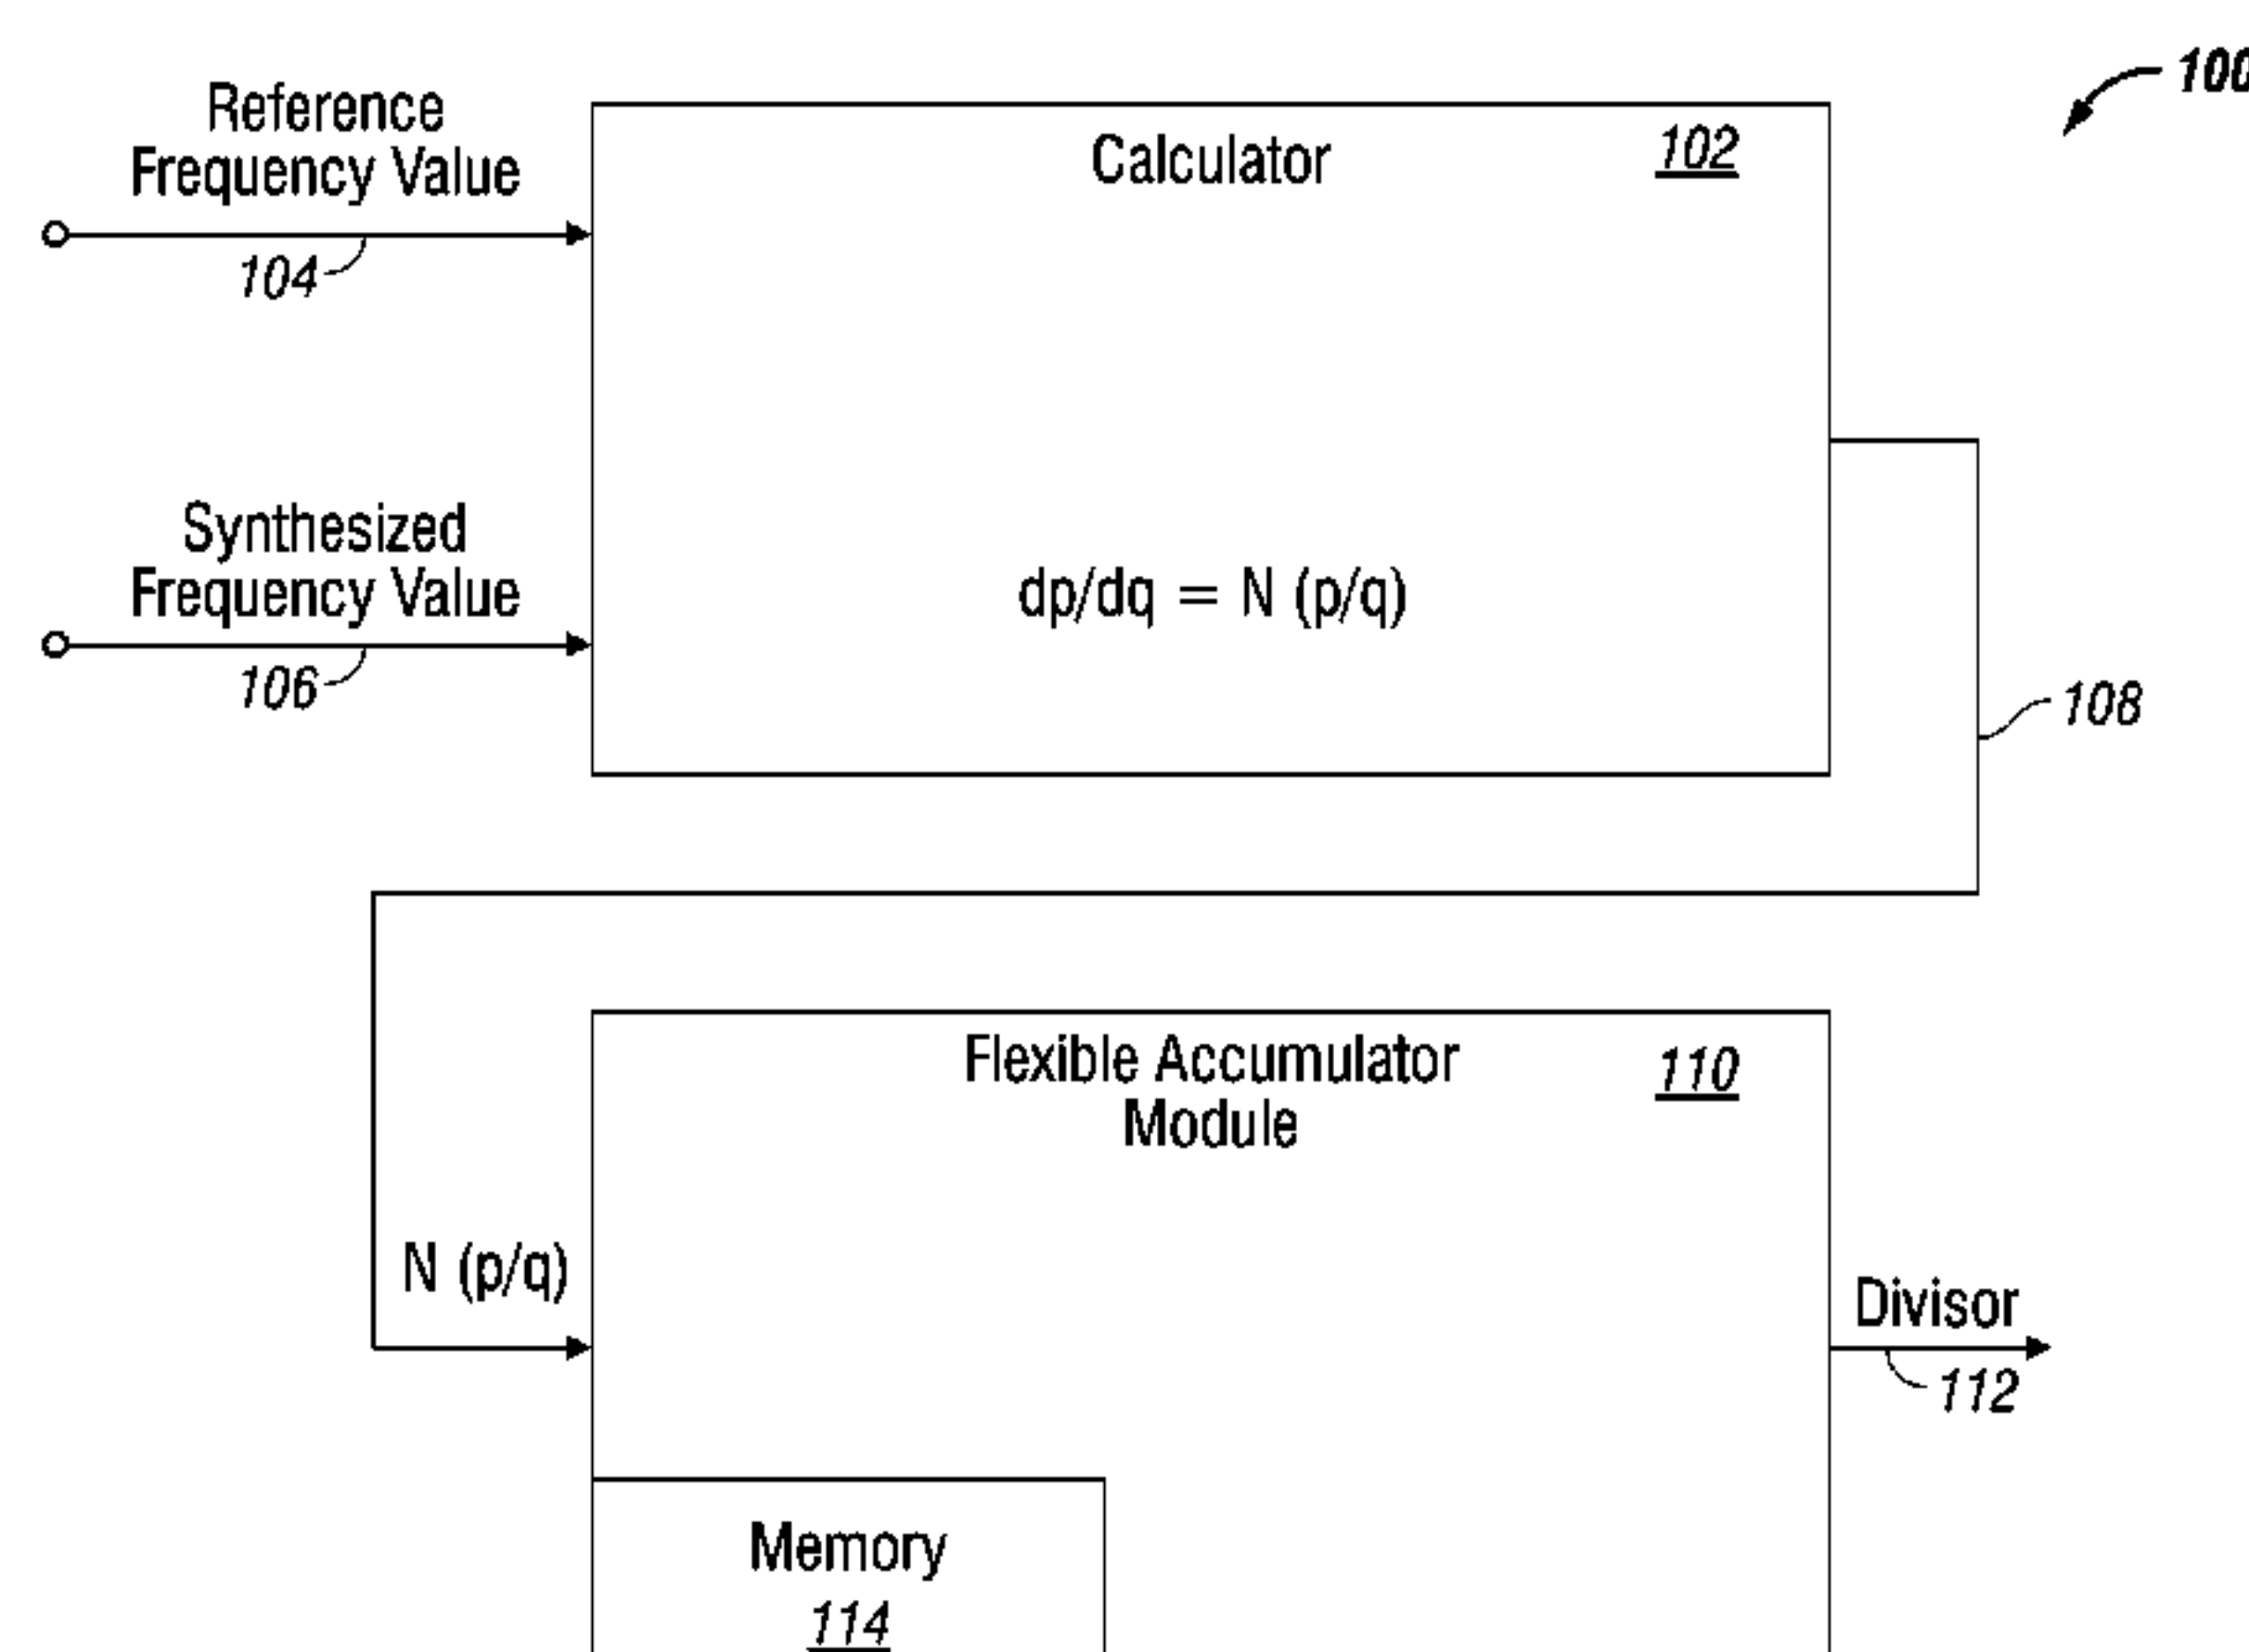 100
Reference
Frequency Value
104
Calculator
102
Synthesized
Frequency Value
106
dp/dq = N (p/q)
108
Flexible Accumulator
Module
110
N (p/q)
Divisor
112
Memory
114